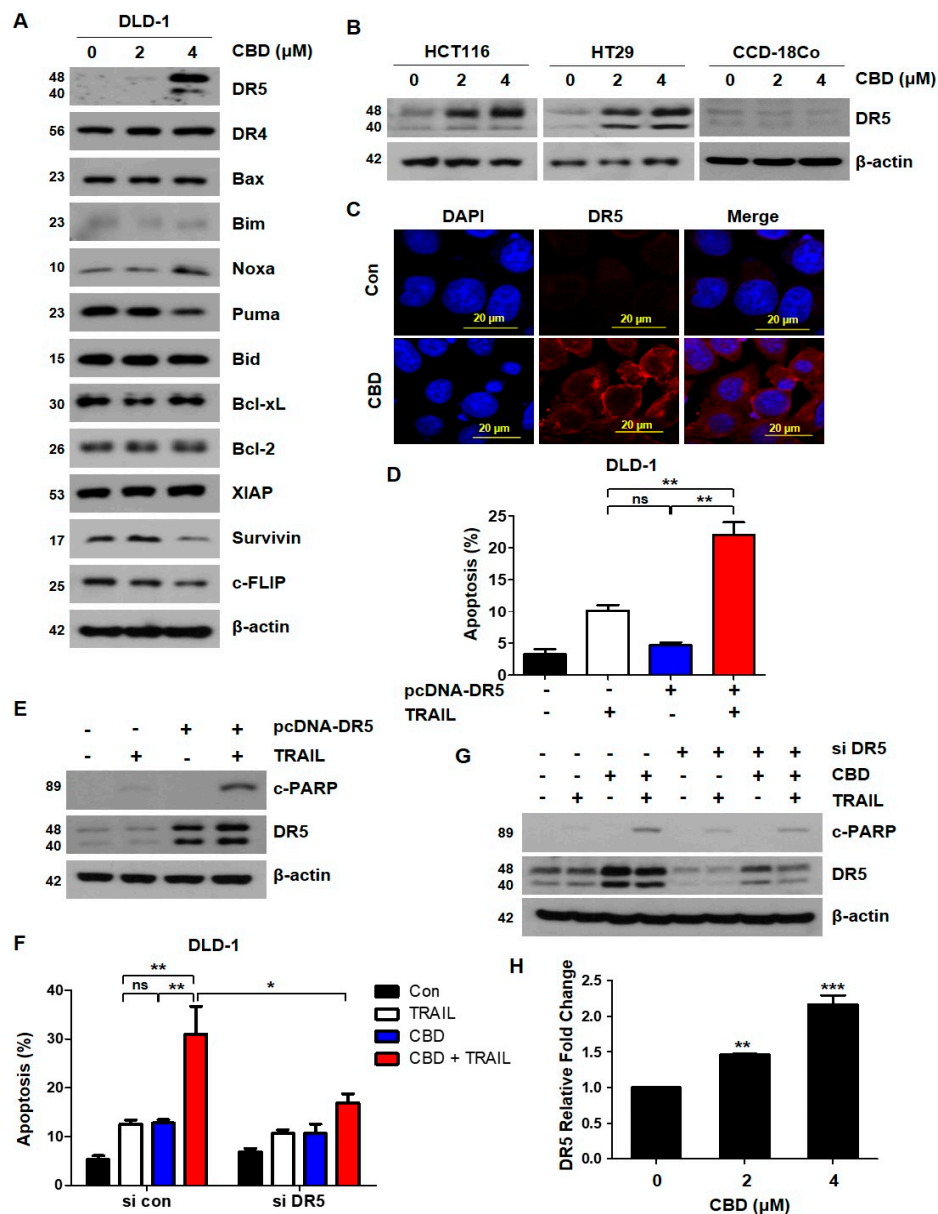 A
DLD-1
0 2 4 CBD (µM)
48
40
DR5
56 DR4
23 Bax
23 Bim
10 Noxa
23 Puma
15 Bid
30 Bcl-xL
26 Bcl-2
53 XIAP
17 Survivin
25 c-FLIP
42 β-actin
B
HCT116 HT29 CCD-18Co
0 2 4 0 2 4 0 2 4 CBD (µM)
48
40
DR5
42 β-actin
C
DAPI DR5 Merge
Con
20 µm 20 µm 20 µm
CBD
20 µm 20 µm 20 µm
D
DLD-1
**
ns **
Apoptosis (%)
25
20
15
10
5
0
pcDNA-DR5 - - + +
TRAIL - + - +
E
- - + + pcDNA-DR5
- + - + TRAIL
89 c-PARP
48
40
DR5
42 β-actin
G
- - - - + + + + si DR5
- - + + - - + + CBD
- + - + - + - + TRAIL
89 c-PARP
48
40
DR5
42 β-actin
F
DLD-1
**
ns **
*
Apoptosis (%)
40
30
20
10
0
si con si DR5
Con
TRAIL
CBD
CBD + TRAIL
H
DR5 Relative Fold Change
2.5
2.0
1.5
1.0
0.5
0.0
**
***
0 2 4
CBD (µM)